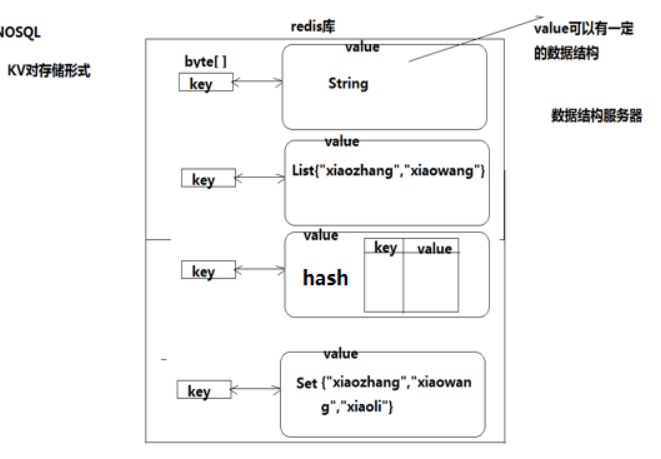 NOSQL
KV对存储形式
redis库
value可以有一定
的数据结构
数据结构服务器
byte[ ]
key
value
String
key
value
List{"xiaozhang","xiaowang"}
key
value
hash
key value
key
value
Set {"xiaozhang","xiaowan
g","xiaoli"}